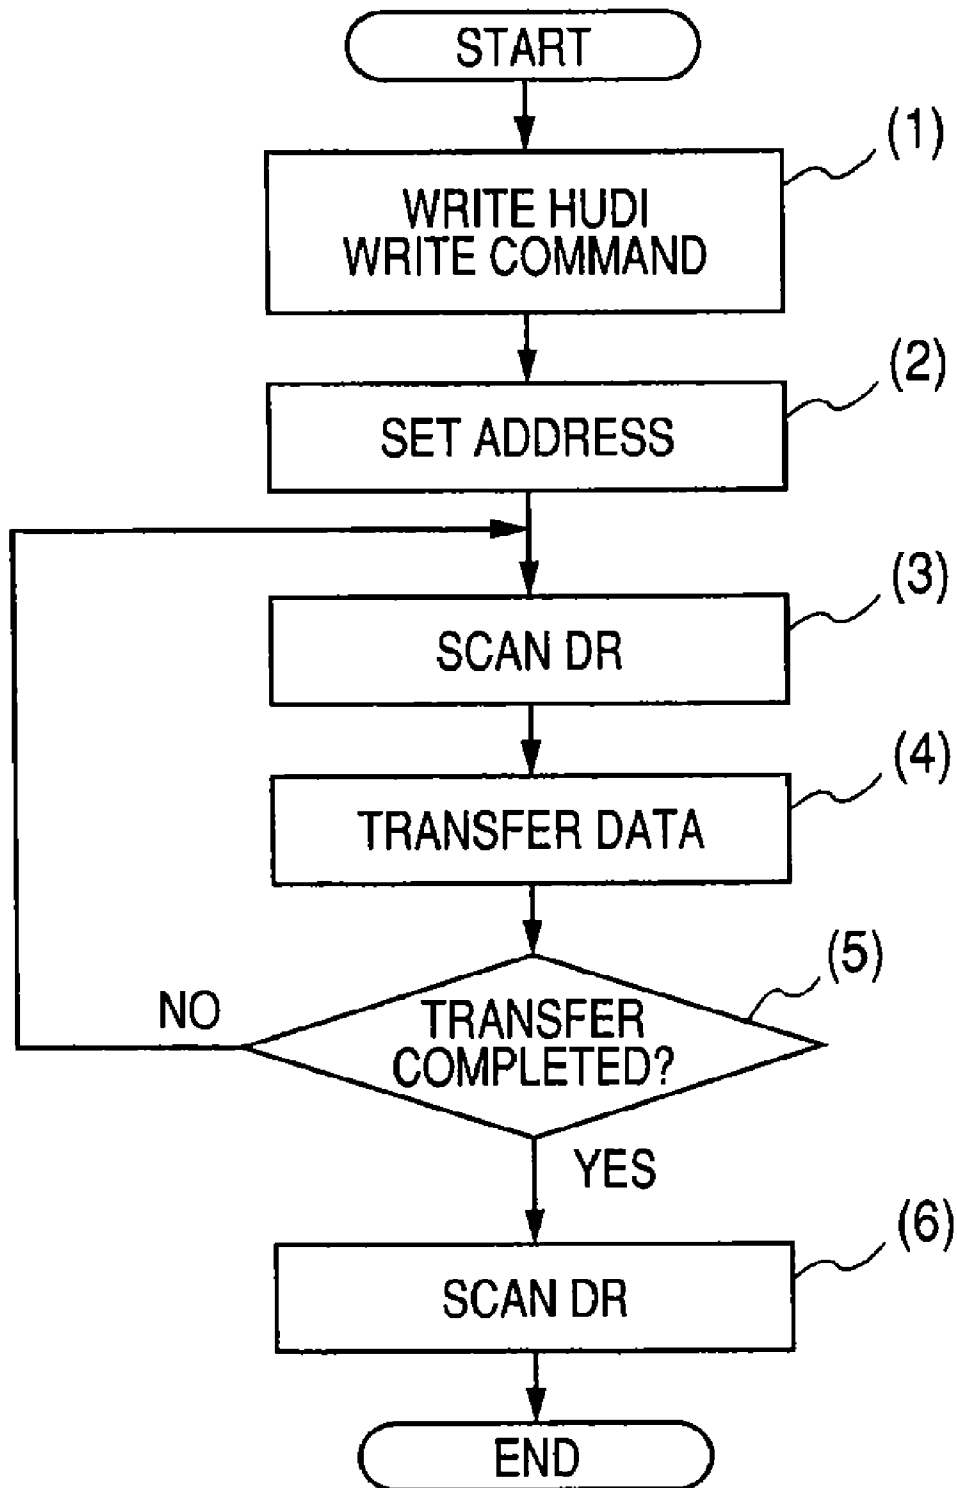 START
(1)
WRITE HUDI
WRITE COMMAND
(2)
SET ADDRESS
(3)
SCAN DR
(4)
TRANSFER DATA
(5)
NO
TRANSFER
COMPLETED?
YES
(6)
SCAN DR
END